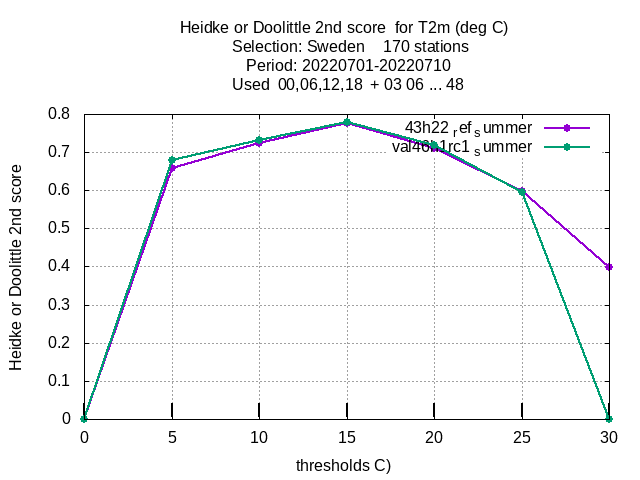 Heidke or Doolittle 2nd score  for T2m (deg C)
Selection: Sweden    170 stations
Period: 20220701-20220710
Used  00,06,12,18  + 03 06 ... 48
43h22 ref summer
summer
0.8
0.7
0.6
0.5
0.4
0.3
0.2
0.1
0
Heidke or Doolittle 2nd score
0 5 10 15 20 25 30
thresholds C)